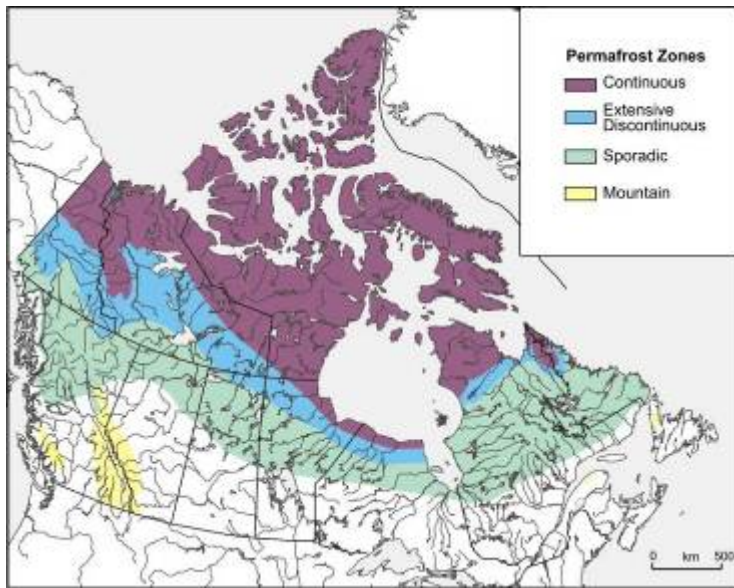 Permafrost Zones
Continuous
Extensive
Discontinuous
Sporadic
Mountain
0 km 500